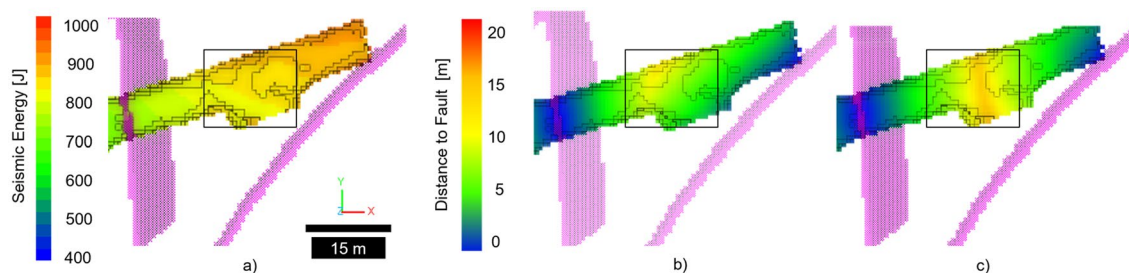 Seismic Energy [J]
1000
900
800
700
600
500
400
Y
Z
X
15 m
a)
Distance to Fault [m]
20
15
10
5
0
b)
c)